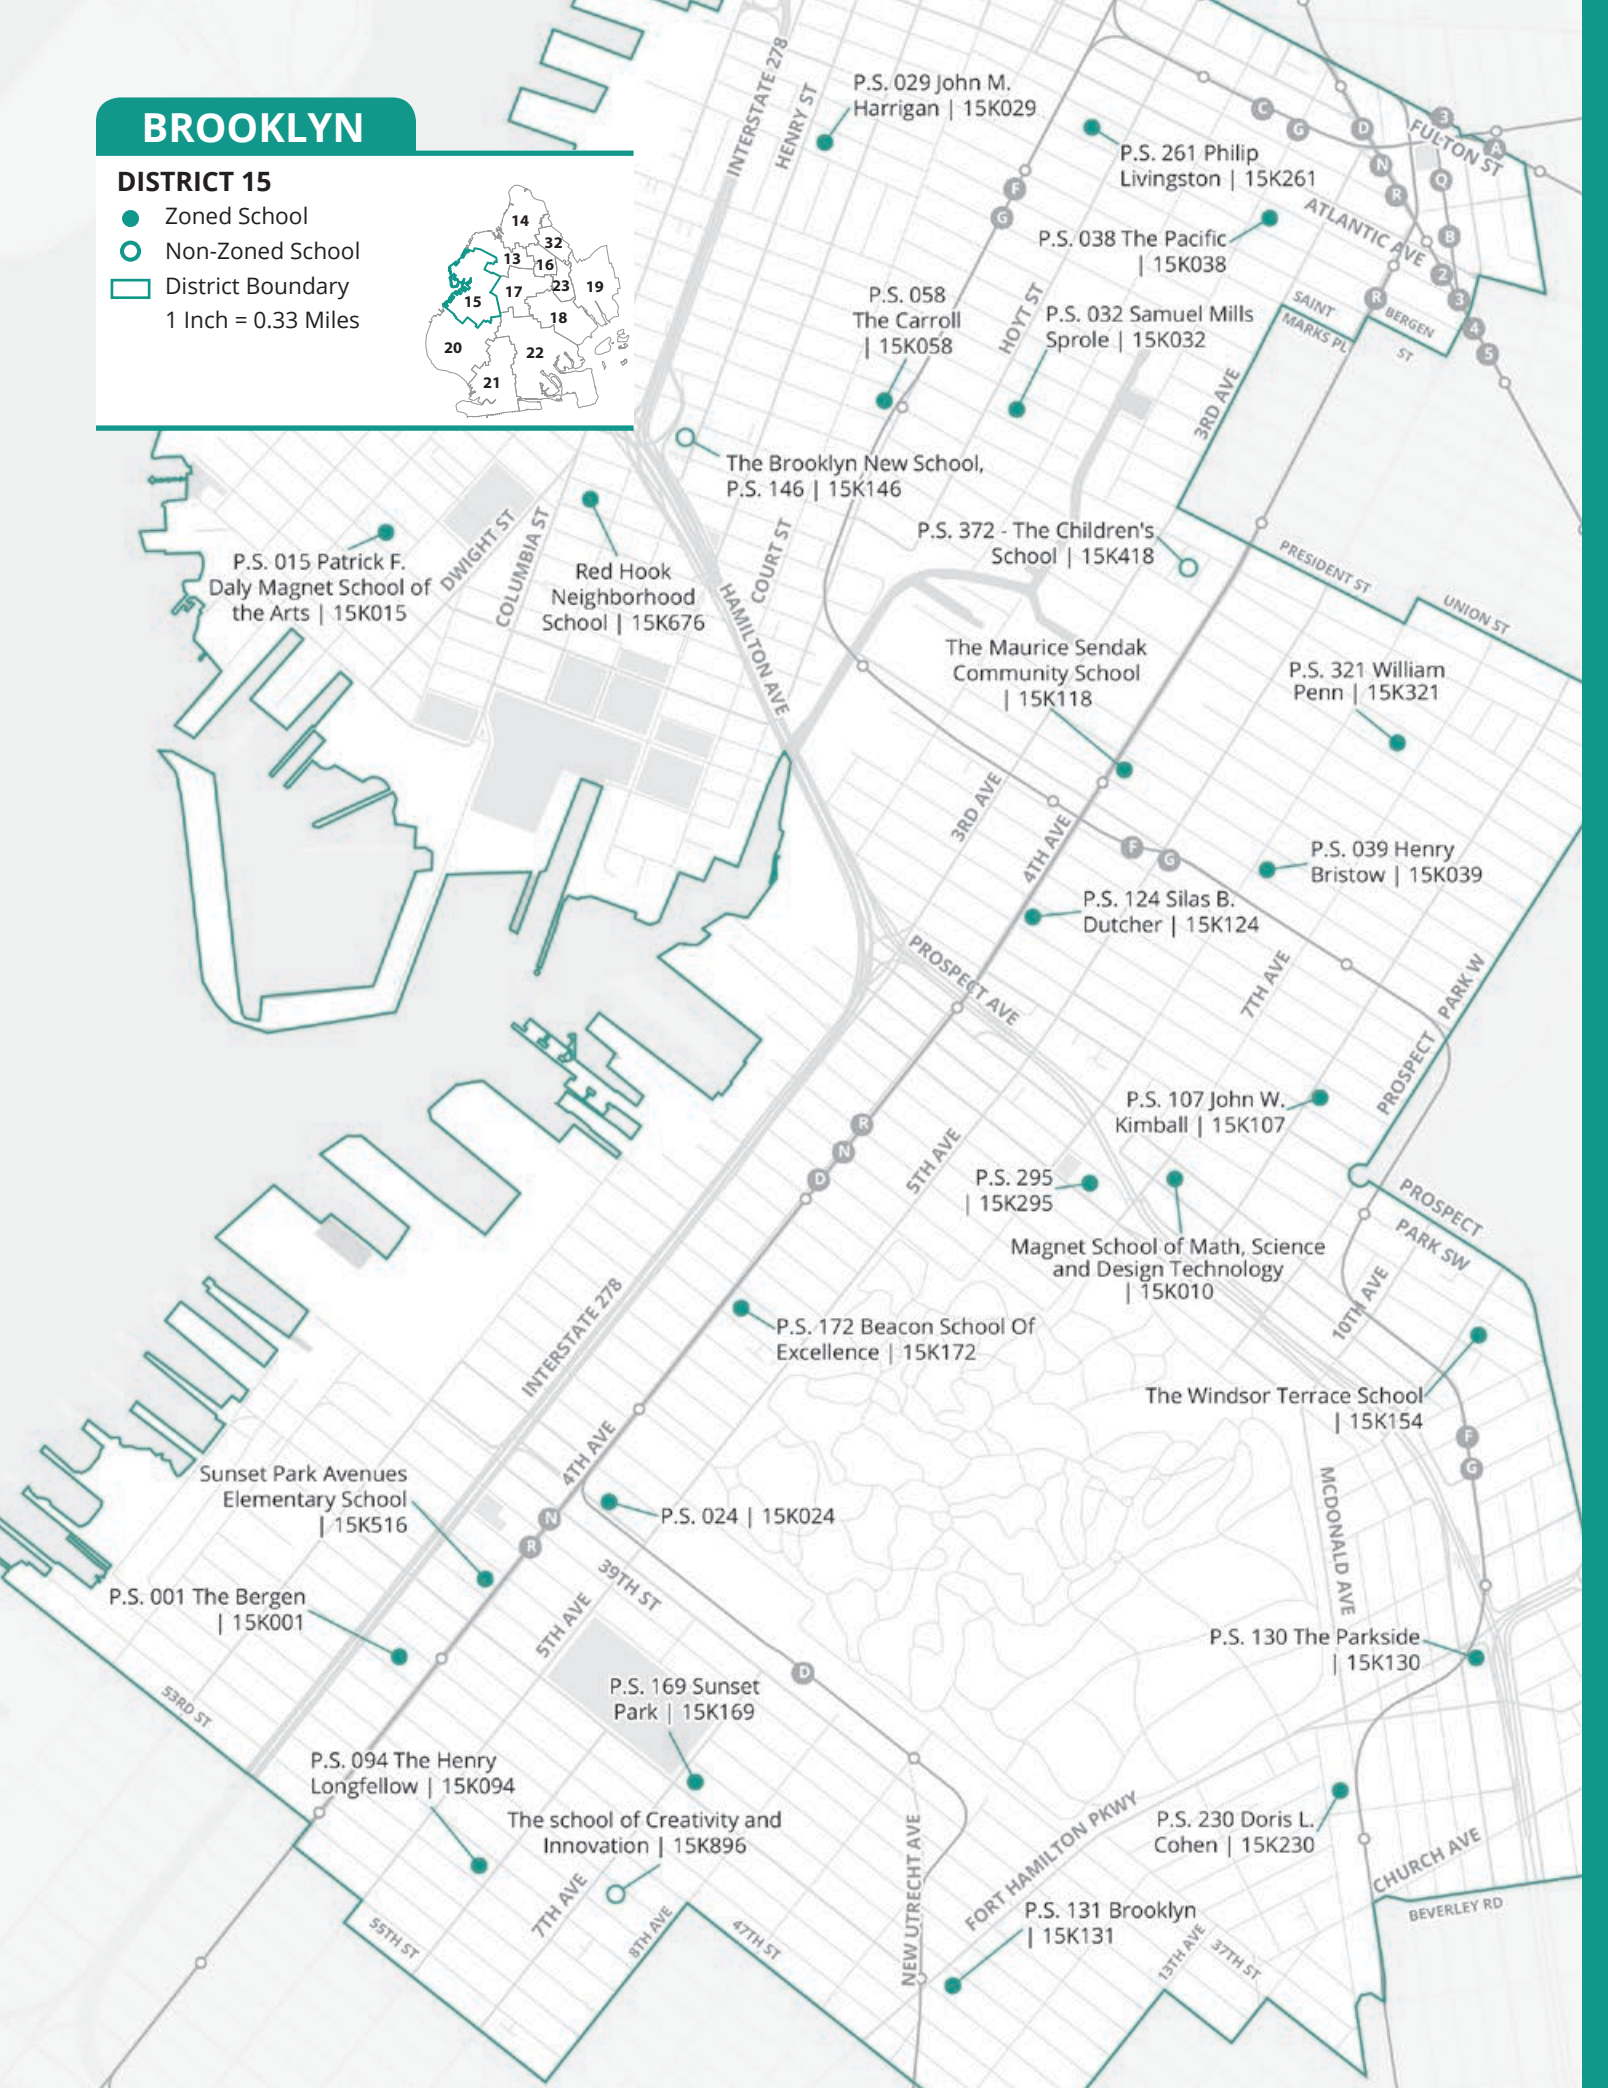 BROOKLYN
DISTRICT 15
Zoned School
Non-Zoned School
District Boundary
1 Inch = 0.33 Miles
14
32
13
16
15
17
23
19
18
20
22
21
INTERSTATE 278
HENRY ST
P.S. 029 John M.
Harrigan | 15K029
P.S. 261 Philip
Livingston | 15K261
C
G
D
3
FULTON ST
A
N
R
Q
F
G
ATLANTIC AVE
B
2
3
P.S. 038 The Pacific
| 15K038
R
SAINT
MARKS PL
BERGEN
ST
4
5
P.S. 058
The Carroll
| 15K058
HOYT ST
P.S. 032 Samuel Mills
Sprole | 15K032
3RD AVE
The Brooklyn New School,
P.S. 146 | 15K146
P.S. 372 - The Children's
School | 15K418
P.S. 015 Patrick F.
Daly Magnet School of
the Arts | 15K015
DWIGHT ST
COLUMBIA ST
Red Hook
Neighborhood
School | 15K676
COURT ST
HAMILTON AVE
PRESIDENT ST
UNION ST
The Maurice Sendak
Community School
| 15K118
P.S. 321 William
Penn | 15K321
3RD AVE
4TH AVE
F
G
P.S. 039 Henry
Bristow | 15K039
P.S. 124 Silas B.
Dutcher | 15K124
PROSPECT AVE
7TH AVE
PROSPECT
PARK W
P.S. 107 John W.
Kimball | 15K107
R
N
D
5TH AVE
P.S. 295
| 15K295
PROSPECT
PARK SW
Magnet School of Math, Science
and Design Technology
| 15K010
10TH AVE
INTERSTATE 278
P.S. 172 Beacon School Of
Excellence | 15K172
The Windsor Terrace School
| 15K154
F
G
4TH AVE
MCDONALD AVE
Sunset Park Avenues
Elementary School
| 15K516
P.S. 024 | 15K024
N
R
39TH ST
5TH AVE
P.S. 001 The Bergen
| 15K001
P.S. 130 The Parkside
| 15K130
D
53RD ST
P.S. 169 Sunset
Park | 15K169
P.S. 094 The Henry
Longfellow | 15K094
The school of Creativity and
Innovation | 15K896
NEW UTRECHT AVE
FORT HAMILTON PKWY
P.S. 230 Doris L.
Cohen | 15K230
CHURCH AVE
BEVERLEY RD
P.S. 131 Brooklyn
| 15K131
55TH ST
7TH AVE
8TH AVE
47TH ST
13TH AVE
37TH ST